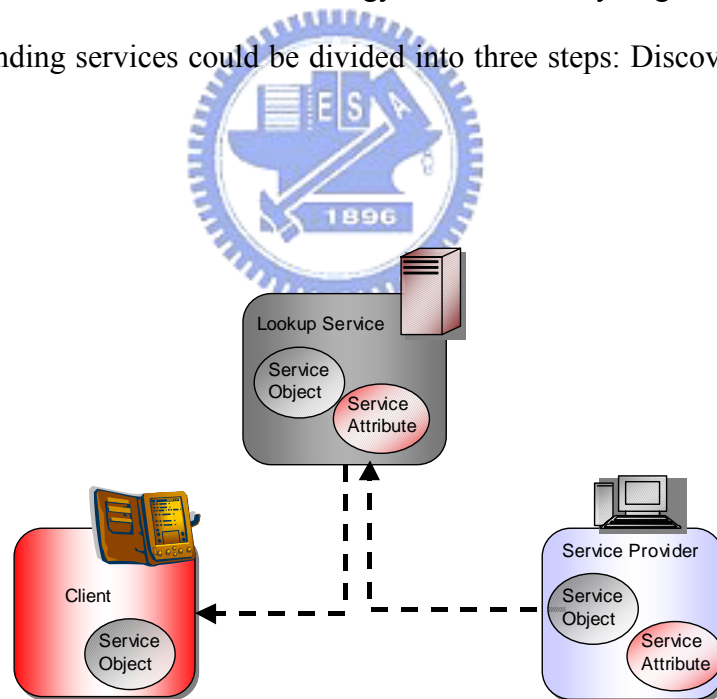 nding services could be divided into three steps: Discov
ESA
1896
Lookup Service
Service
Object
Service
Attribute
Client
Service
Object
Service Provider
Service
Object
Service
Attribute